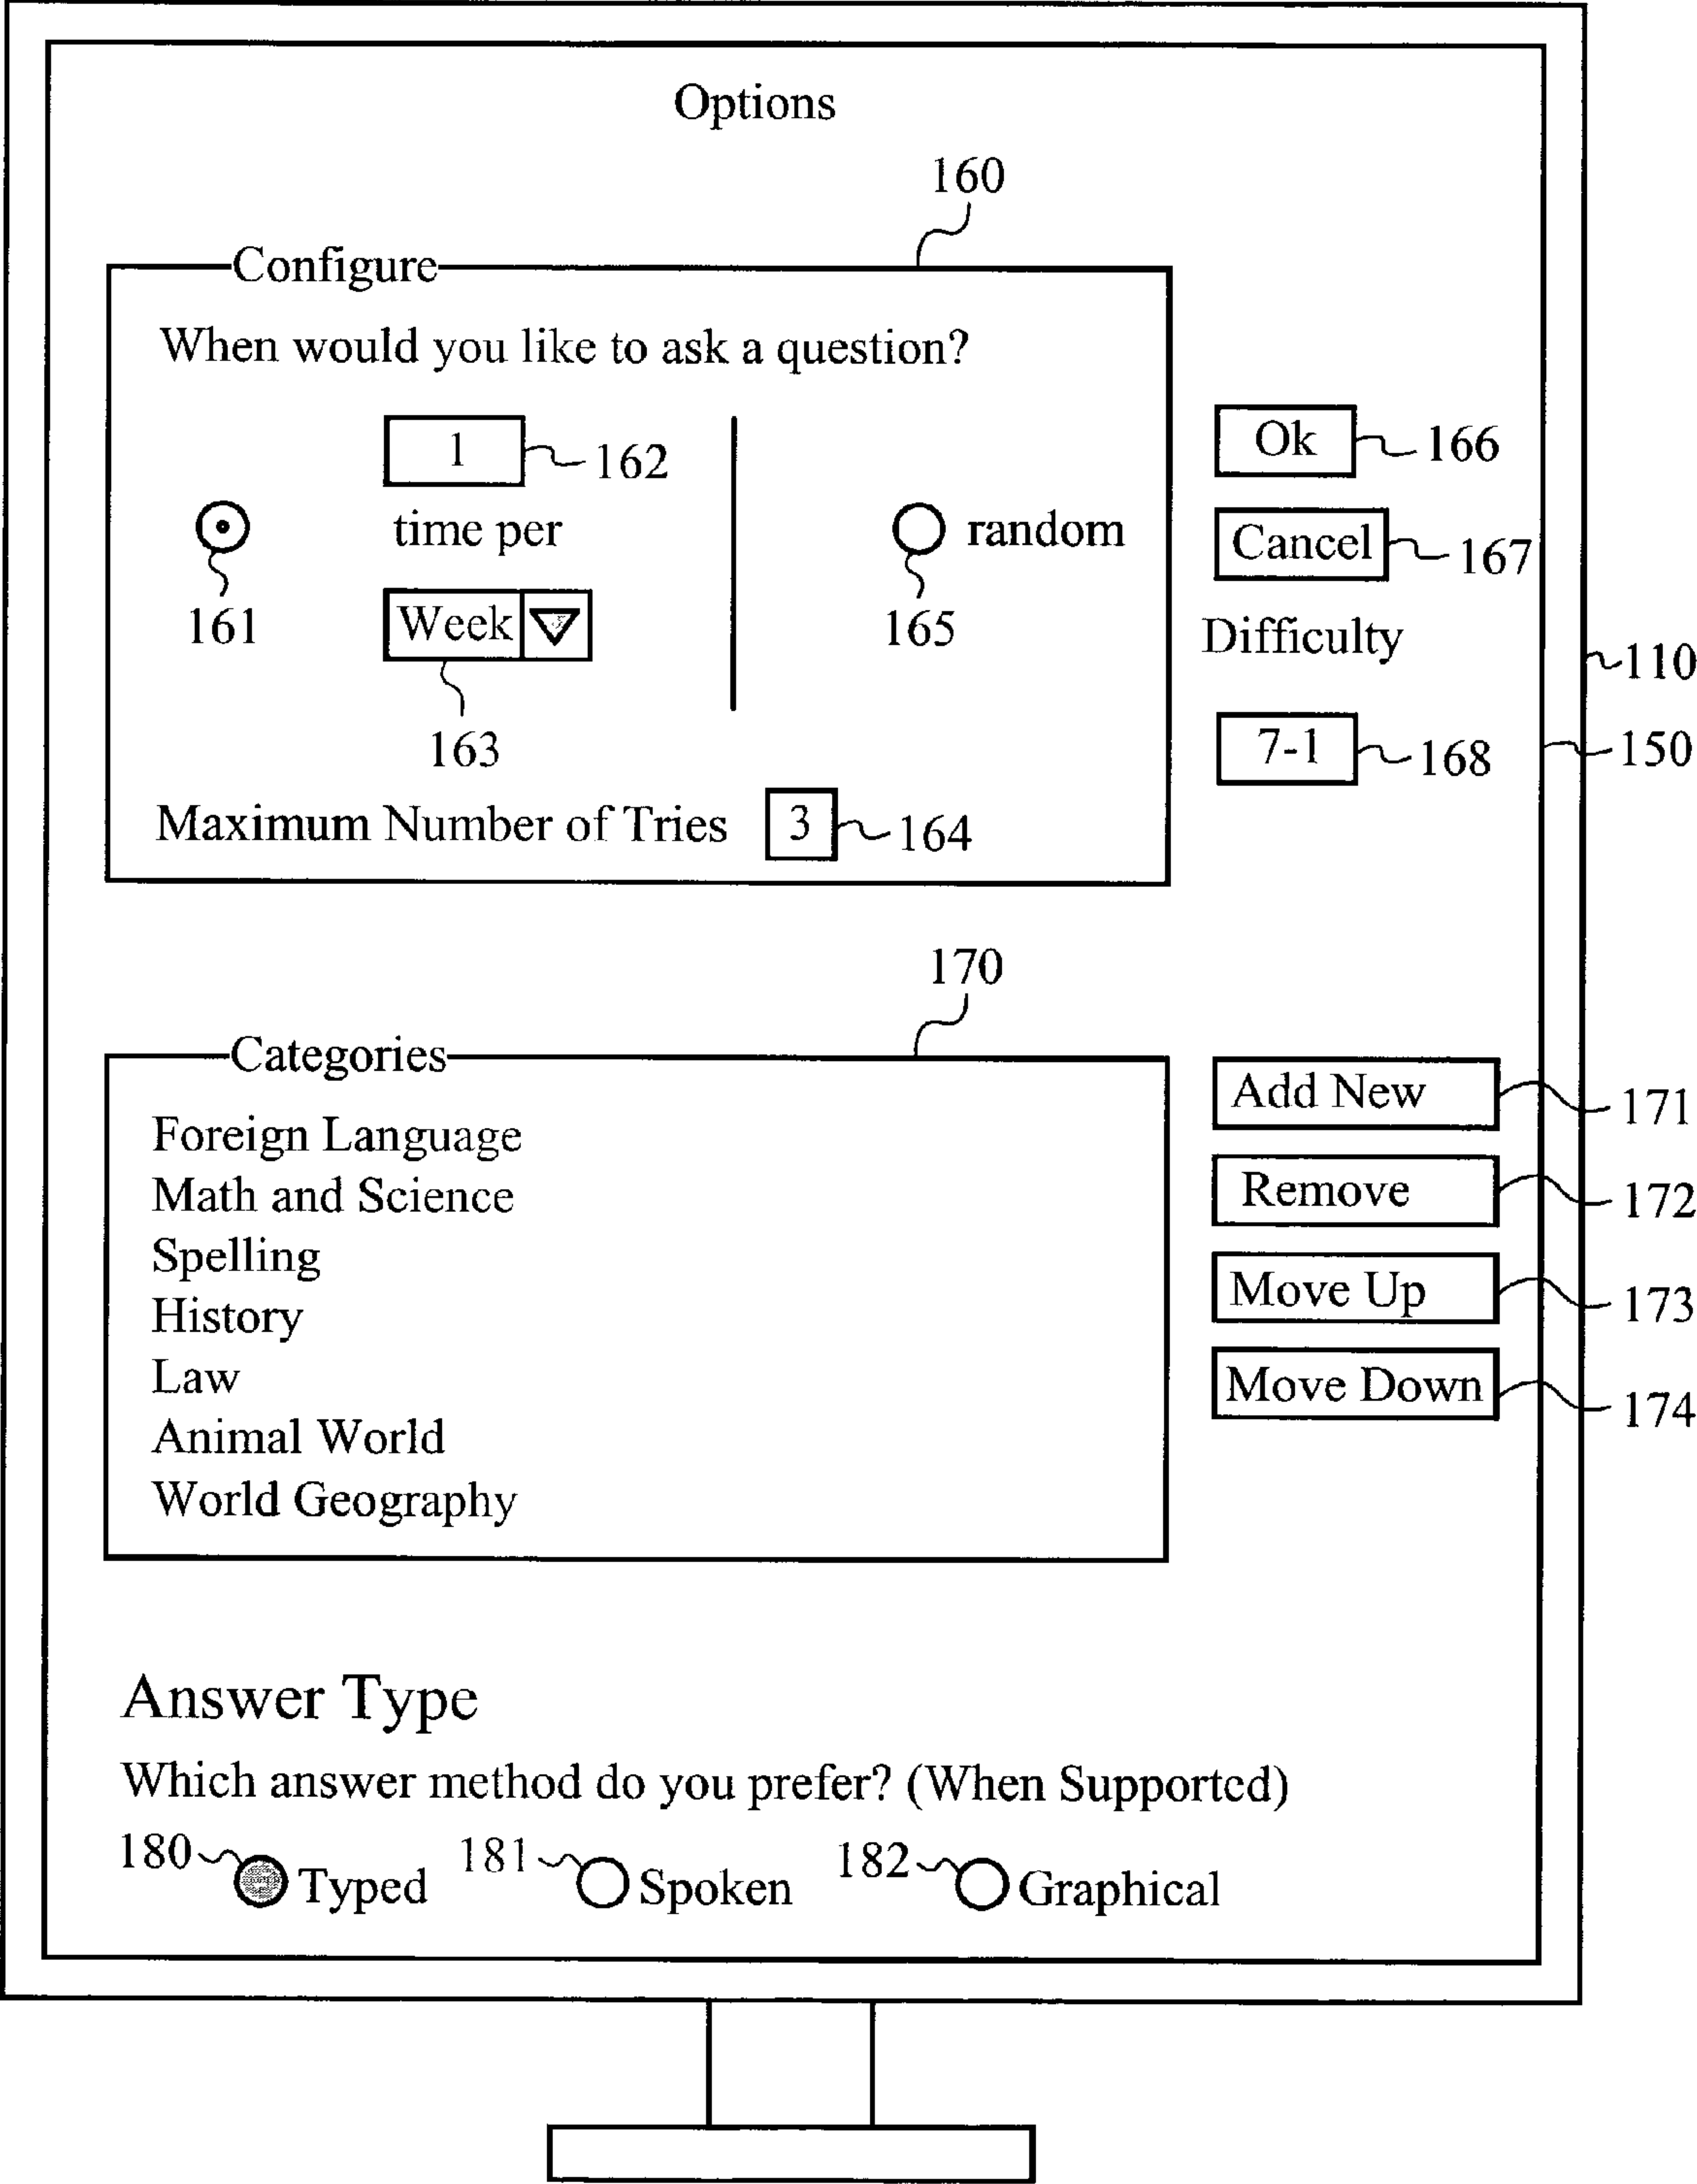 Options
160
Configure
When would you like to ask a question?
1
162
time per
161
Week
163
random
165
Maximum Number of Tries 3 164
Ok 166
Cancel 167
Difficulty
7-1 168
110
150
170
Categories
Foreign Language
Math and Science
Spelling
History
Law
Animal World
World Geography
Add New 171
Remove 172
Move Up 173
Move Down 174
Answer Type
Which answer method do you prefer? (When Supported)
180 Typed 181 Spoken 182 Graphical